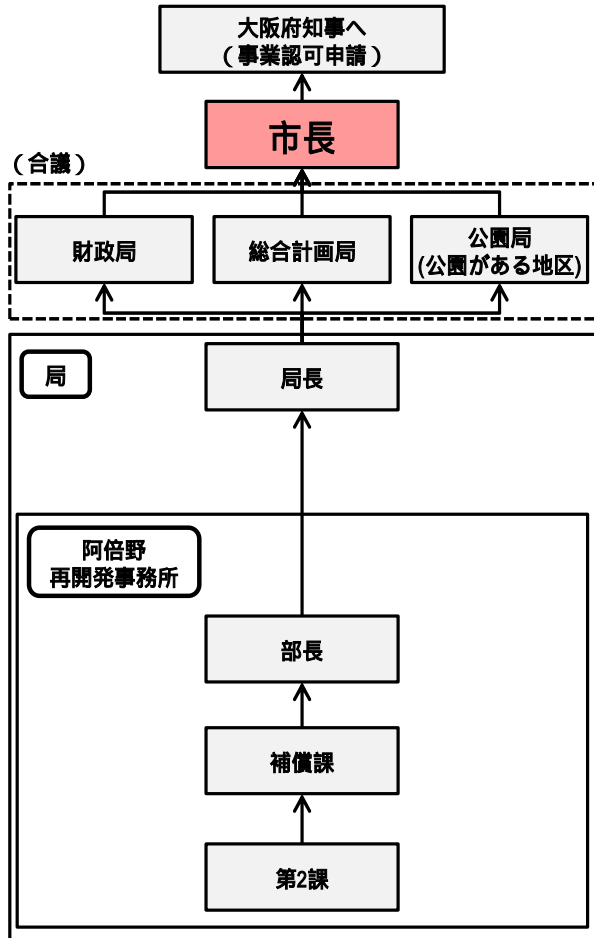 大阪府知事へ
（事業認可申請）
市長
（合議）
財政局
総合計画局
公園局
(公園がある地区)
局
局長
阿倍野
再開発事務所
部長
補償課
第2課